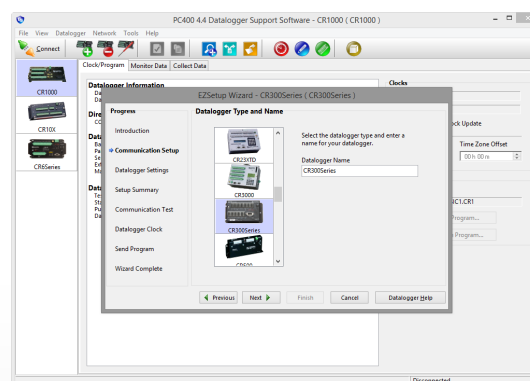 PC400 4.4 Datalogger Support Software - CR1000 ( CR1000 )
File View Datalogger Network Tools Help
Connect
Clock/Program Monitor Data Collect Data
CR1000
CR10X
CR6Series
Datalogger Information
Clocks
ock Update
Time Zone Offset
00 h 00 m
NC1.CR1
Program...
Program...
EZSetup Wizard - CR300Series ( CR300Series )
Progress
Introduction
Communication Setup
Datalogger Settings
Setup Summary
Communication Test
Datalogger Clock
Send Program
Wizard Complete
Datalogger Type and Name
CR23XTD
CR3000
CR300Series
CR500
Select the datalogger type and enter a
name for your datalogger.
Datalogger Name
CR300Series
Previous Next Finish Cancel Datalogger Help
Disconnected